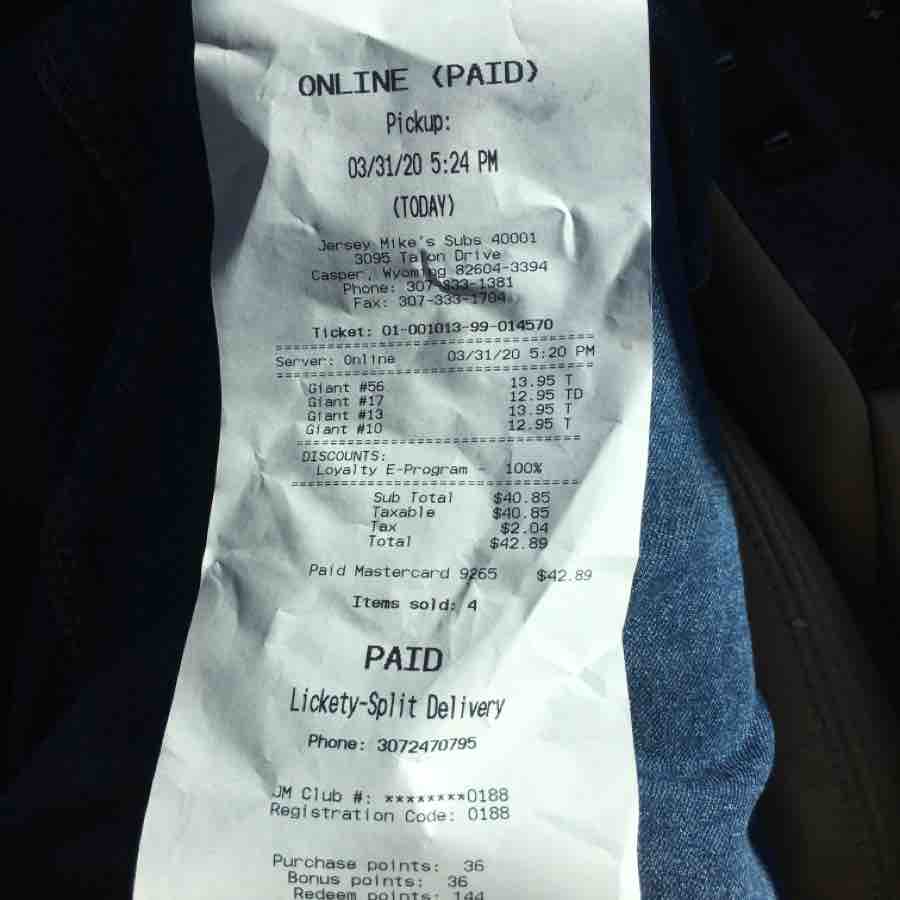 ONLINE (PAID)
Pickup:
03/31/20 5:24 PM
(TODAY)
Jersey Mike's Subs 40001
3095 Talon Drive
Casper, Wyoming 82604-3394
Phone: 307-333-1381
Fax: 307-333-1704
Ticket: 01-001013-99-014570
==========================================
Server: Online 03/31/20 5:20 PM
==========================================
Giant #56 13.95 T
Giant #17 12.95 TD
Giant #13 13.95 T
Giant #10 12.95 T
==========================================
DISCOUNTS:
Loyalty E-Program - 100%
==========================================
Sub Total $40.85
Taxable $40.85
Tax $2.04
Total $42.89
Paid Mastercard 9265 $42.89
Items sold: 4
PAID
Lickety-Split Delivery
Phone: 3072470795
JM Club #: ********0188
Registration Code: 0188
Purchase points: 36
Bonus points: 36
Redeem points: 144